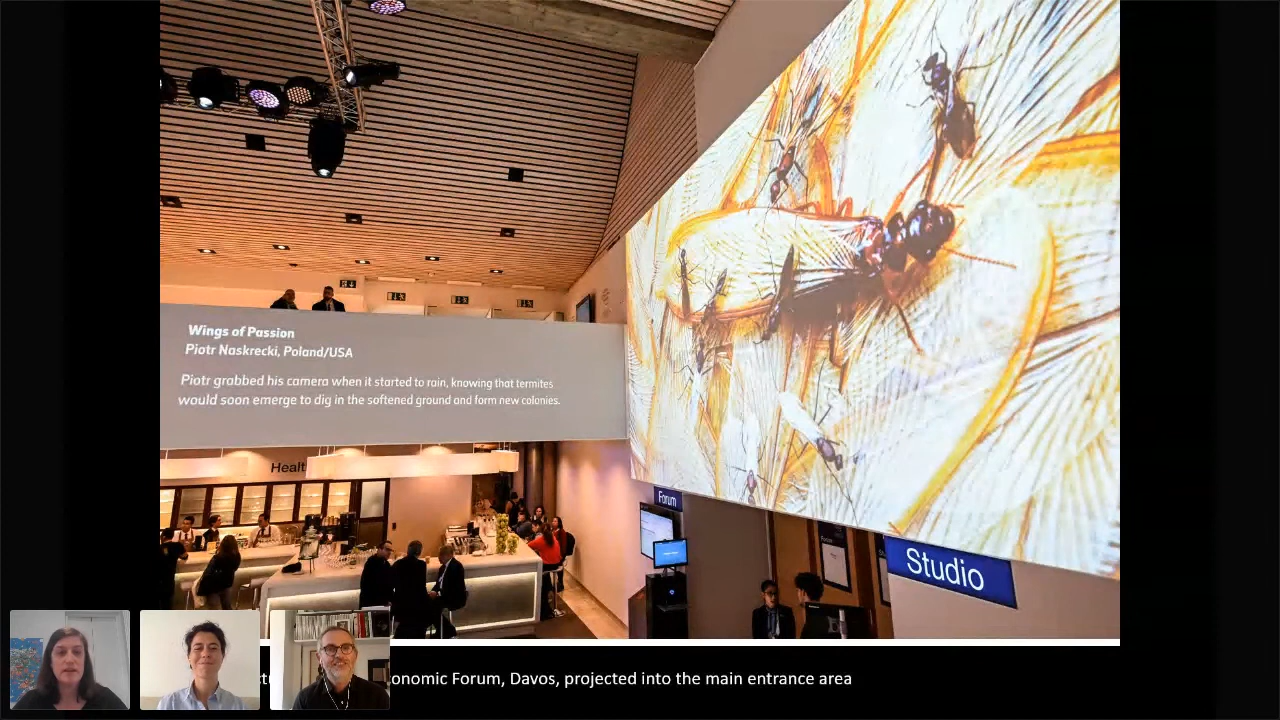 Wings of Passion
Piotr Naskrecki, Poland/USA
Piotr grabbed his camera when it started to rain, knowing that termites
would soon emerge to dig in the softened ground and form new colonies.
Healt
Forum
Studio
onomic Forum, Davos, projected into the main entrance area